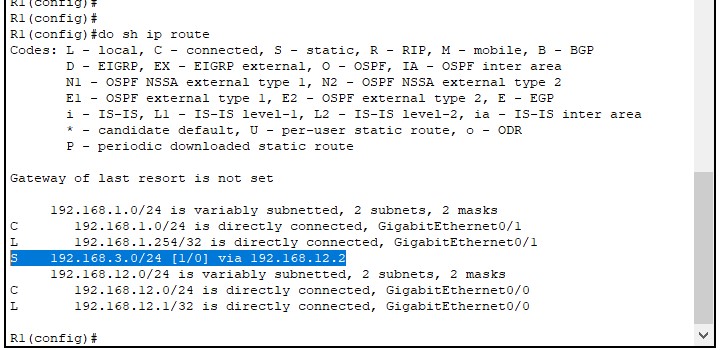 R1(config)#
R1(config)#
R1(config)#do sh ip route
Codes: L - local, C - connected, S - static, R - RIP, M - mobile, B - BGP
       D - EIGRP, EX - EIGRP external, O - OSPF, IA - OSPF inter area
       N1 - OSPF NSSA external type 1, N2 - OSPF NSSA external type 2
       E1 - OSPF external type 1, E2 - OSPF external type 2, E - EGP
       i - IS-IS, L1 - IS-IS level-1, L2 - IS-IS level-2, ia - IS-IS inter area
       * - candidate default, U - per-user static route, o - ODR
       P - periodic downloaded static route
Gateway of last resort is not set
     192.168.1.0/24 is variably subnetted, 2 subnets, 2 masks
C       192.168.1.0/24 is directly connected, GigabitEthernet0/1
L       192.168.1.254/32 is directly connected, GigabitEthernet0/1
S    192.168.3.0/24 [1/0] via 192.168.12.2
     192.168.12.0/24 is variably subnetted, 2 subnets, 2 masks
C       192.168.12.0/24 is directly connected, GigabitEthernet0/0
L       192.168.12.1/32 is directly connected, GigabitEthernet0/0
R1(config)#